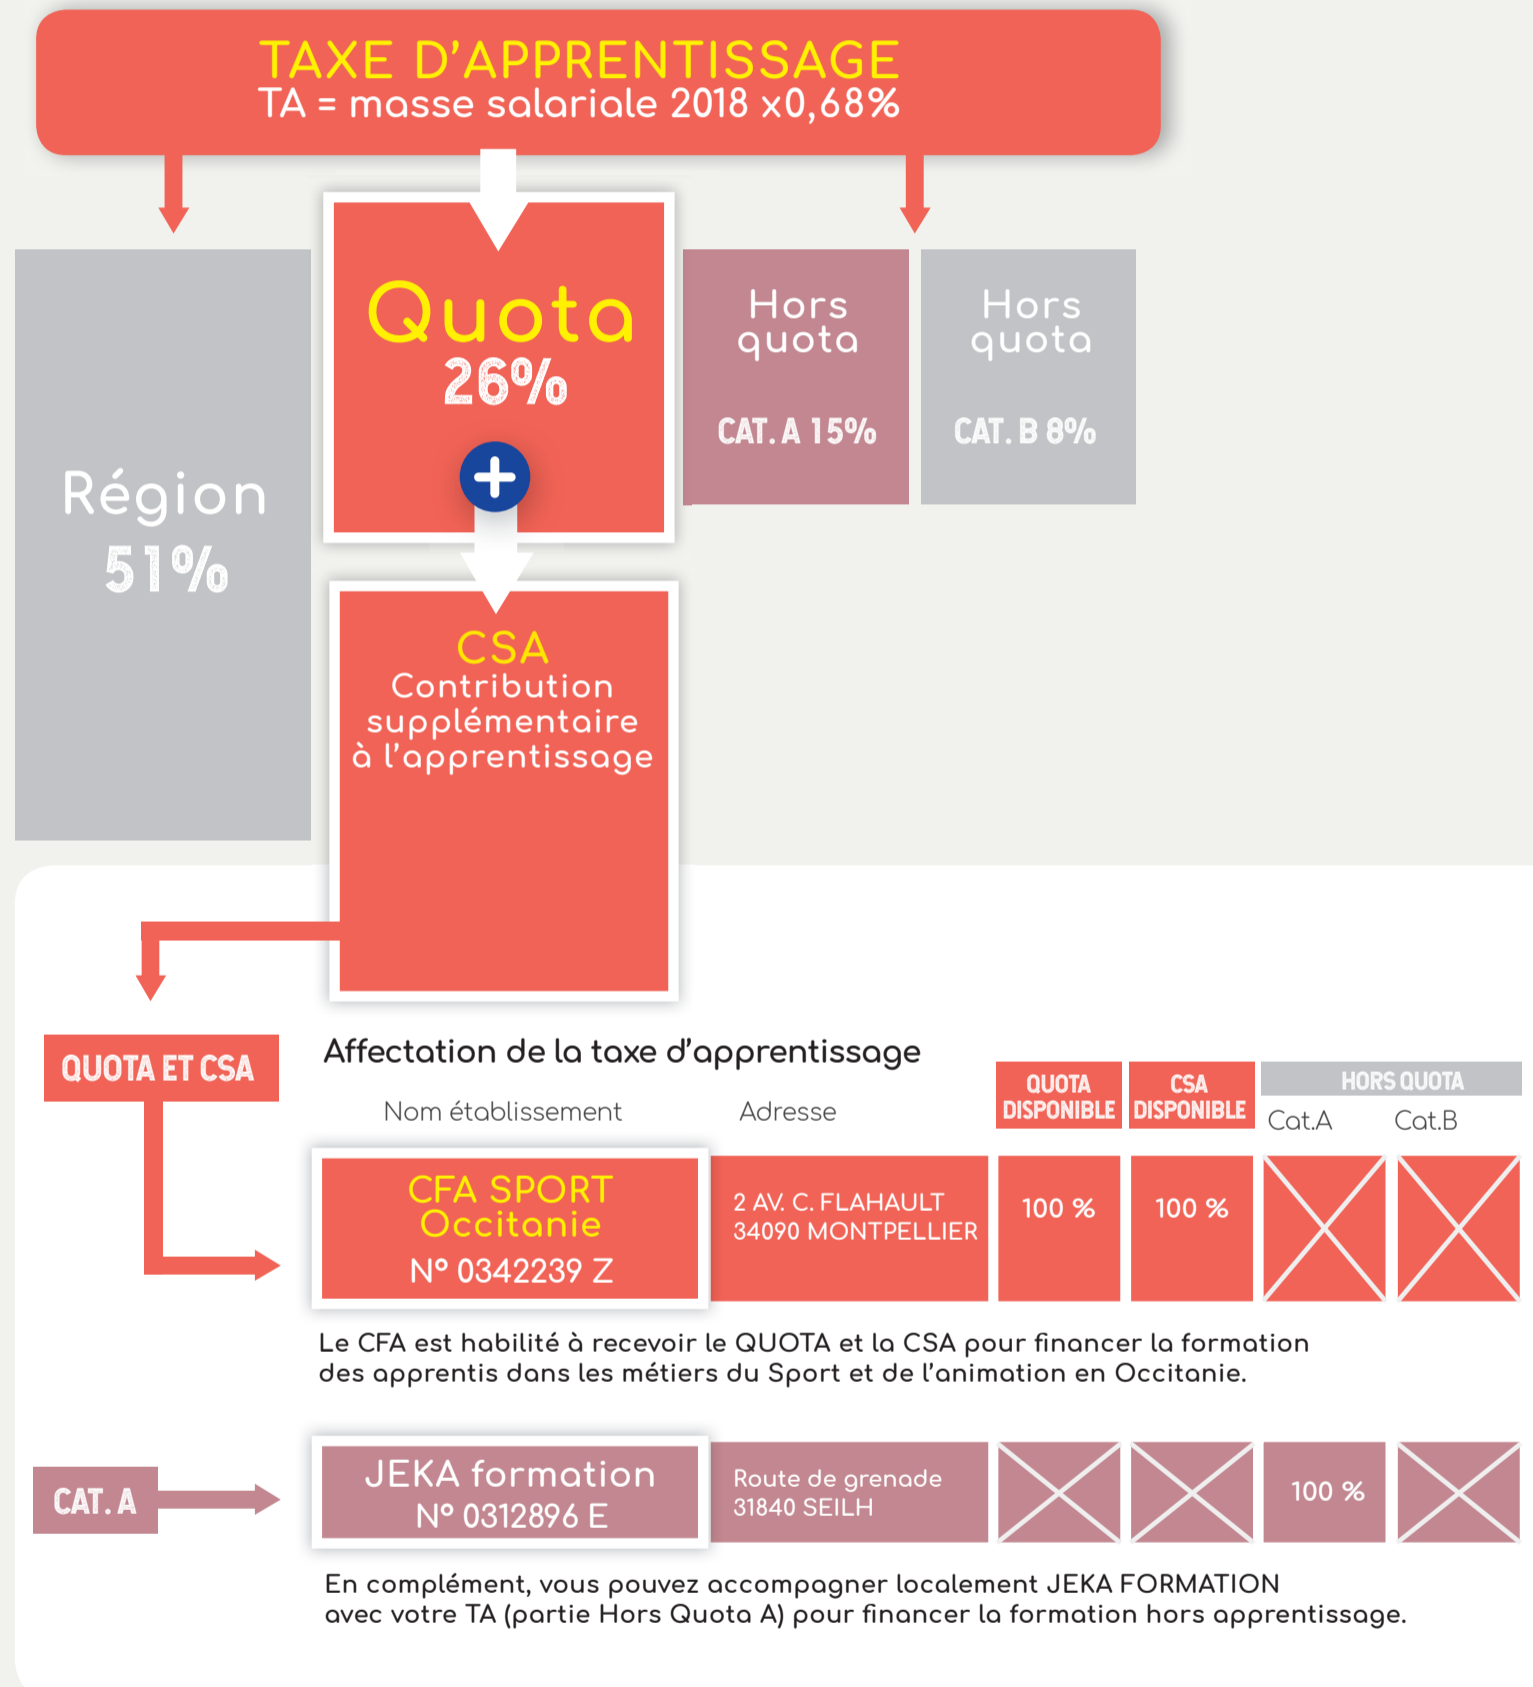 TAXE D'APPRENTISSAGE
TA = masse salariale 2018 x0,68%
Région
51%
Quota
26%
+
Hors
quota
CAT. A 15%
Hors
quota
CAT. B 8%
CSA
Contribution
supplémentaire
à l'apprentissage
QUOTA ET CSA
Affectation de la taxe d'apprentissage
Nom établissement
Adresse
QUOTA
DISPONIBLE
CSA
DISPONIBLE
HORS QUOTA
Cat.A
Cat.B
CFA SPORT
Occitanie
N° 0342239 Z
2 AV. C. FLAHAULT
34090 MONTPELLIER
100 %
100 %
Le CFA est habilité à recevoir le QUOTA et la CSA pour financer la formation
des apprentis dans les métiers du Sport et de l'animation en Occitanie.
CAT. A
JEKA formation
N° 0312896 E
Route de grenade
31840 SEILH
100 %
En complément, vous pouvez accompagner localement JEKA FORMATION
avec votre TA (partie Hors Quota A) pour financer la formation hors apprentissage.